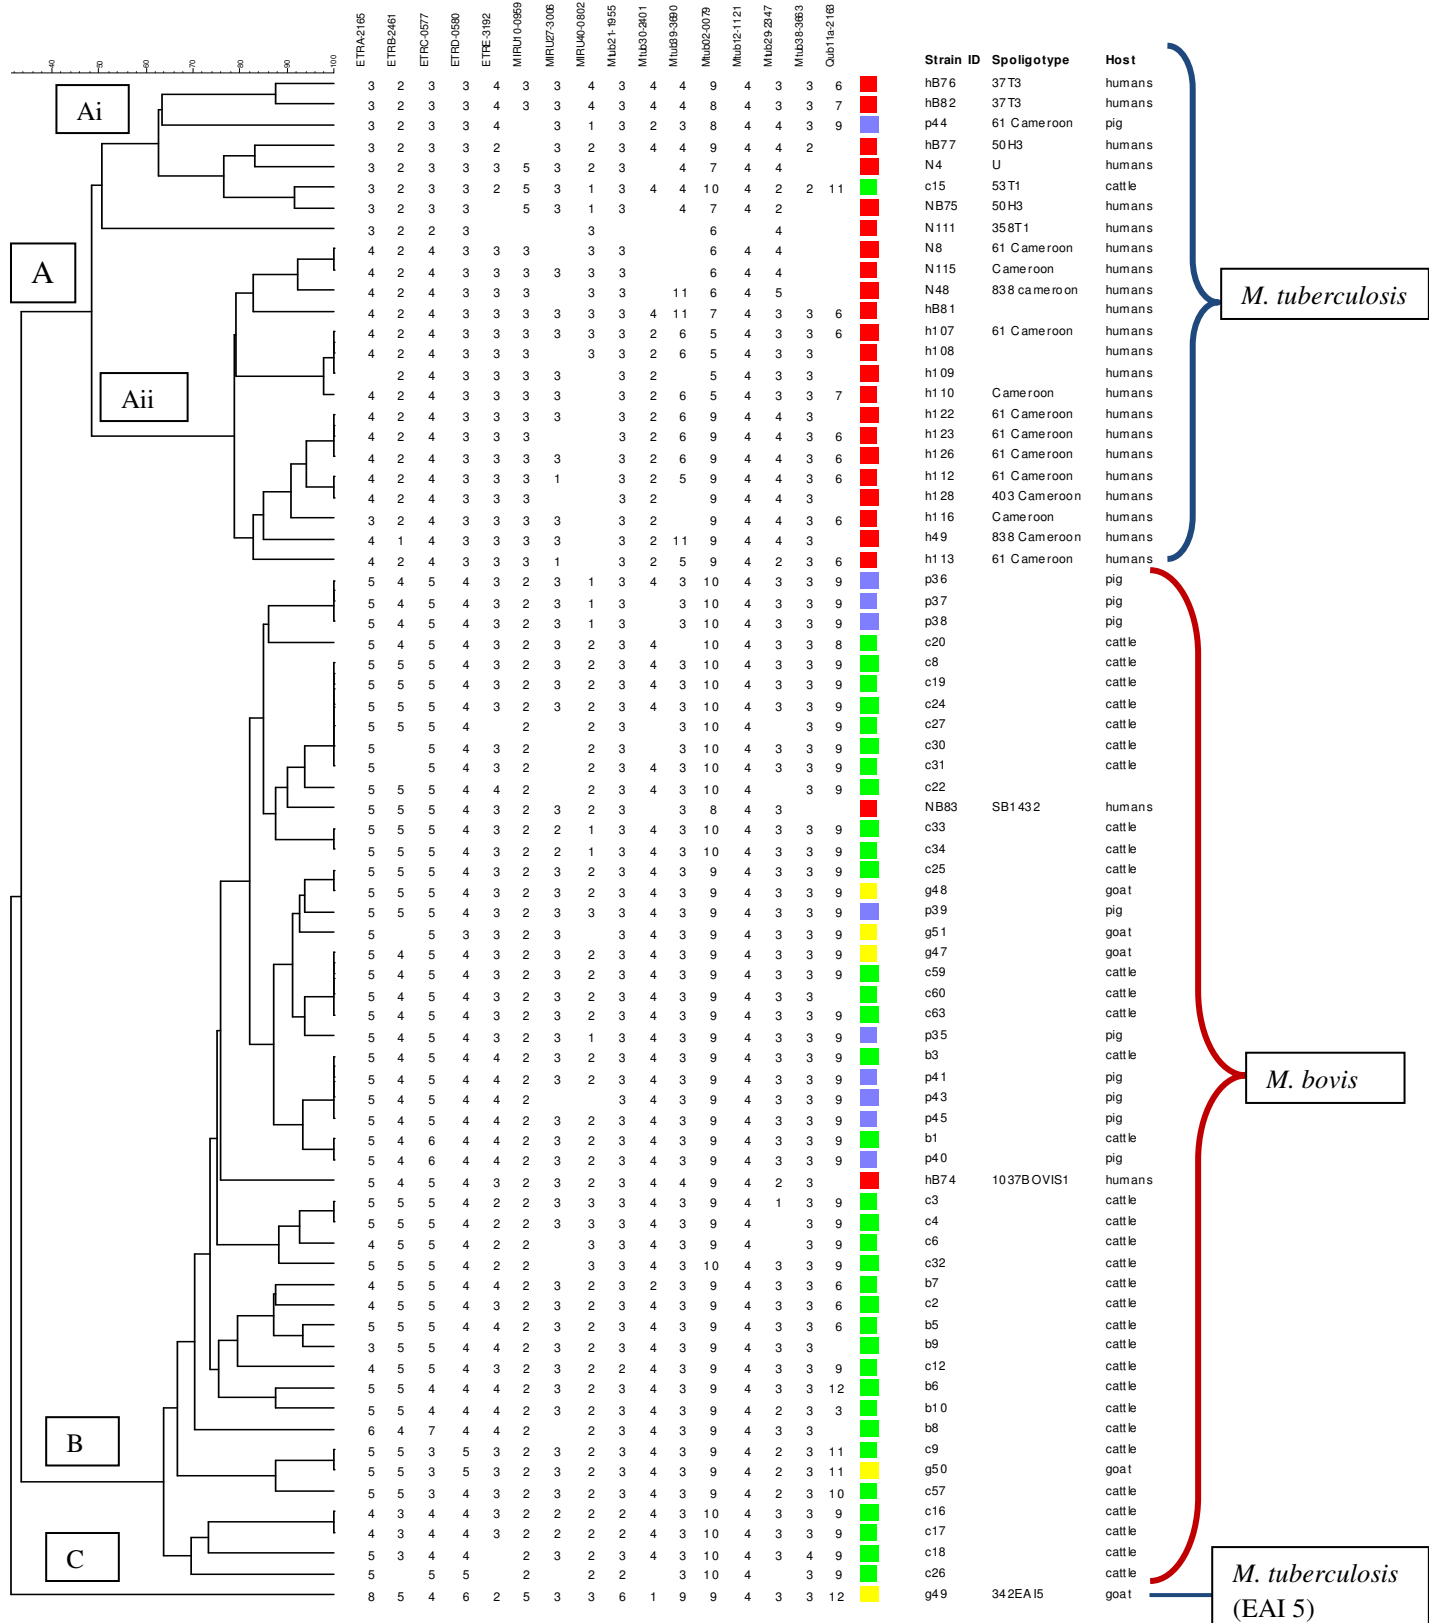 ETRA-2165 ETRB-2461 ETRC-0577 ETRD-0580 ETRE-3192 MIRU10-0959 MIRU27-3006 MIRU40-0802 Mtub21-1955 Mtub30-2401 Mtub39-3690 Mtub02-0079 Mtub12-1121 Mtub29-2347 Mtub38-3663 Qub11a-2163
40 50 60 70 80 90 100
Strain ID Spoligotype Host
3 2 3 3 4 3 3 4 3 4 4 9 4 3 3 6 hB76 37T3 humans
3 2 3 3 4 3 3 4 3 4 4 8 4 3 3 7 hB82 37T3 humans
Ai
3 2 3 3 4 3 1 3 2 3 8 4 4 3 9 p44 61 Cameroon pig
3 2 3 3 2 3 2 3 4 4 9 4 4 2 hB77 50H3 humans
3 2 3 3 3 5 3 2 3 4 7 4 4 N4 U humans
3 2 3 3 2 5 3 1 3 4 4 10 4 2 2 11 c15 53T1 cattle
3 2 3 3 5 3 1 3 4 7 4 2 NB75 50H3 humans
3 2 2 3 3 6 4 N111 358T1 humans
4 2 4 3 3 3 3 3 6 4 4 N8 61 Cameroon humans
A
4 2 4 3 3 3 3 3 3 6 4 4 N115 Cameroon humans
4 2 4 3 3 3 3 3 11 6 4 5 N48 838 cameroon humans
M. tuberculosis
4 2 4 3 3 3 3 3 3 4 11 7 4 3 3 6 hB81 humans
4 2 4 3 3 3 3 3 3 2 6 5 4 3 3 6 h107 61 Cameroon humans
4 2 4 3 3 3 3 3 2 6 5 4 3 3 h108 humans
2 4 3 3 3 3 3 2 5 4 3 3 h109 humans
4 2 4 3 3 3 3 3 2 6 5 4 3 3 7 h110 Cameroon humans
Aii
4 2 4 3 3 3 3 3 2 6 9 4 4 3 h122 61 Cameroon humans
4 2 4 3 3 3 3 2 6 9 4 4 3 6 h123 61 Cameroon humans
4 2 4 3 3 3 3 3 2 6 9 4 4 3 6 h126 61 Cameroon humans
4 2 4 3 3 3 1 3 2 5 9 4 4 3 6 h112 61 Cameroon humans
4 2 4 3 3 3 3 2 9 4 4 3 h128 403 Cameroon humans
3 2 4 3 3 3 3 3 2 9 4 4 3 6 h116 Cameroon humans
4 1 4 3 3 3 3 3 2 11 9 4 4 3 h49 838 Cameroon humans
4 2 4 3 3 3 1 3 2 5 9 4 2 3 6 h113 61 Cameroon humans
5 4 5 4 3 2 3 1 3 4 3 10 4 3 3 9 p36 pig
5 4 5 4 3 2 3 1 3 3 10 4 3 3 9 p37 pig
5 4 5 4 3 2 3 1 3 3 10 4 3 3 9 p38 pig
5 4 5 4 3 2 3 2 3 4 10 4 3 3 8 c20 cattle
5 5 5 4 3 2 3 2 3 4 3 10 4 3 3 9 c8 cattle
5 5 5 4 3 2 3 2 3 4 3 10 4 3 3 9 c19 cattle
5 5 5 4 3 2 3 2 3 4 3 10 4 3 3 9 c24 cattle
5 5 5 4 2 2 3 3 10 4 3 9 c27 cattle
5 5 4 3 2 2 3 3 10 4 3 3 9 c30 cattle
5 5 4 3 2 2 3 4 3 10 4 3 3 9 c31 cattle
5 5 5 4 4 2 2 3 4 3 10 4 3 9 c22
5 5 5 4 3 2 3 2 3 3 8 4 3 NB83 SB1432 humans
5 5 5 4 3 2 2 1 3 4 3 10 4 3 3 9 c33 cattle
5 5 5 4 3 2 2 1 3 4 3 10 4 3 3 9 c34 cattle
5 5 5 4 3 2 3 2 3 4 3 9 4 3 3 9 c25 cattle
5 5 5 4 3 2 3 2 3 4 3 9 4 3 3 9 g48 goat
5 5 5 4 3 2 3 3 3 4 3 9 4 3 3 9 p39 pig
5 5 3 3 2 3 3 4 3 9 4 3 3 9 g51 goat
5 4 5 4 3 2 3 2 3 4 3 9 4 3 3 9 g47 goat
5 4 5 4 3 2 3 2 3 4 3 9 4 3 3 9 c59 cattle
5 4 5 4 3 2 3 2 3 4 3 9 4 3 3 c60 cattle
5 4 5 4 3 2 3 2 3 4 3 9 4 3 3 9 c63 cattle
5 4 5 4 3 2 3 1 3 4 3 9 4 3 3 9 p35 pig
5 4 5 4 4 2 3 2 3 4 3 9 4 3 3 9 b3 cattle
M. bovis
5 4 5 4 4 2 3 2 3 4 3 9 4 3 3 9 p41 pig
5 4 5 4 4 2 3 4 3 9 4 3 3 9 p43 pig
5 4 5 4 4 2 3 2 3 4 3 9 4 3 3 9 p45 pig
5 4 6 4 4 2 3 2 3 4 3 9 4 3 3 9 b1 cattle
5 4 6 4 4 2 3 2 3 4 3 9 4 3 3 9 p40 pig
5 4 5 4 4 2 3 2 3 4 4 9 4 2 3 hB74 1037BOVIS1 humans
5 5 5 4 2 2 3 3 3 4 3 9 4 1 3 9 c3 cattle
5 5 5 4 2 2 3 3 3 4 3 9 4 3 9 c4 cattle
4 5 5 4 2 2 3 3 4 3 9 4 3 9 c6 cattle
5 5 5 4 2 2 3 3 4 3 10 4 3 3 9 c32 cattle
4 5 5 4 4 2 3 2 3 2 3 9 4 3 3 6 b7 cattle
4 5 5 4 3 2 3 2 3 4 3 9 4 3 3 6 c2 cattle
5 5 5 4 4 2 3 2 3 4 3 9 4 3 3 6 b5 cattle
3 5 5 4 4 2 3 2 3 4 3 9 4 3 3 b9 cattle
4 5 5 4 3 2 3 2 2 4 3 9 4 3 3 9 c12 cattle
5 5 4 4 4 2 3 2 3 4 3 9 4 3 3 12 b6 cattle
5 5 4 4 4 2 3 2 3 4 3 9 4 2 3 3 b10 cattle
6 4 7 4 4 2 2 3 4 3 9 4 3 3 b8 cattle
B
5 5 3 5 3 2 3 2 3 4 3 9 4 2 3 11 c9 cattle
5 5 3 5 3 2 3 2 3 4 3 9 4 2 3 11 g50 goat
5 5 3 4 3 2 3 2 3 4 3 9 4 2 3 10 c57 cattle
4 3 4 4 3 2 2 2 2 4 3 10 4 3 3 9 c16 cattle
4 3 4 4 3 2 2 2 2 4 3 10 4 3 3 9 c17 cattle
C
5 3 4 4 2 3 2 3 4 3 10 4 3 4 9 c18 cattle
5 5 5 2 2 2 3 10 4 3 9 c26 cattle
8 5 4 6 2 5 3 3 6 1 9 9 4 3 3 12 g49 342EAI5 goat
M. tuberculosis
(EAI 5)